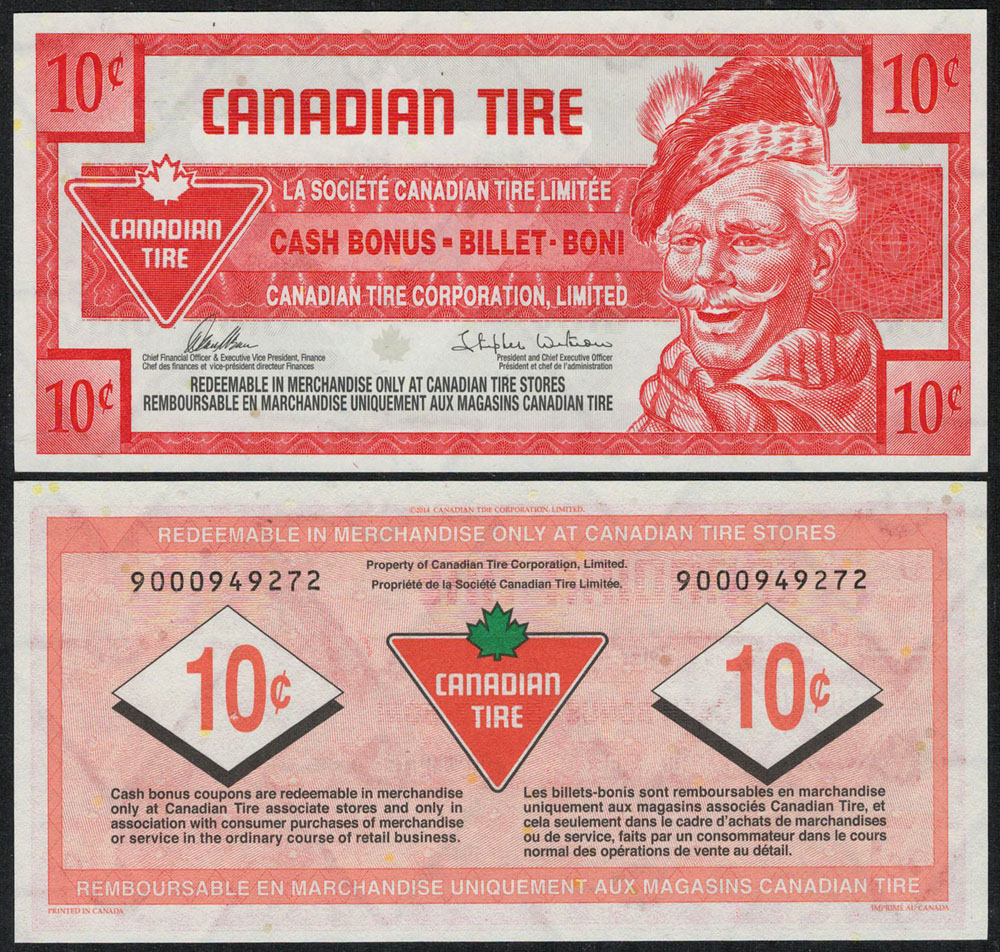 10¢
10¢
CANADIAN TIRE
LA SOCIÉTÉ CANADIAN TIRE LIMITÉE
CANADIAN
TIRE
CASH BONUS - BILLET - BONI
CANADIAN TIRE CORPORATION, LIMITED
Chief Financial Officer & Executive Vice President, Finance
Chef des finances et vice-président directeur Finances
President and Chief Executive Officer
Président et chef de l'administration
REDEEMABLE IN MERCHANDISE ONLY AT CANADIAN TIRE STORES
REMBOURSABLE EN MARCHANDISE UNIQUEMENT AUX MAGASINS CANADIAN TIRE
10¢
10¢
©2014 CANADIAN TIRE CORPORATION, LIMITED.
REDEEMABLE IN MERCHANDISE ONLY AT CANADIAN TIRE STORES
Property of Canadian Tire Corporation, Limited.
Propriété de la Société Canadian Tire Limitée.
9000949272
9000949272
10¢
CANADIAN
TIRE
10¢
Cash bonus coupons are redeemable in merchandise
only at Canadian Tire associate stores and only in
association with consumer purchases of merchandise
or service in the ordinary course of retail business.
Les billets-bonis sont remboursables en marchandise
uniquement aux magasins associés Canadian Tire, et
cela seulement dans le cadre d'achats de marchandises
ou de service, faits par un consommateur dans le cours
normal des opérations de vente au détail.
REMBOURSABLE EN MARCHANDISE UNIQUEMENT AUX MAGASINS CANADIAN TIRE
PRINTED IN CANADA
IMPRIMÉ AU CANADA